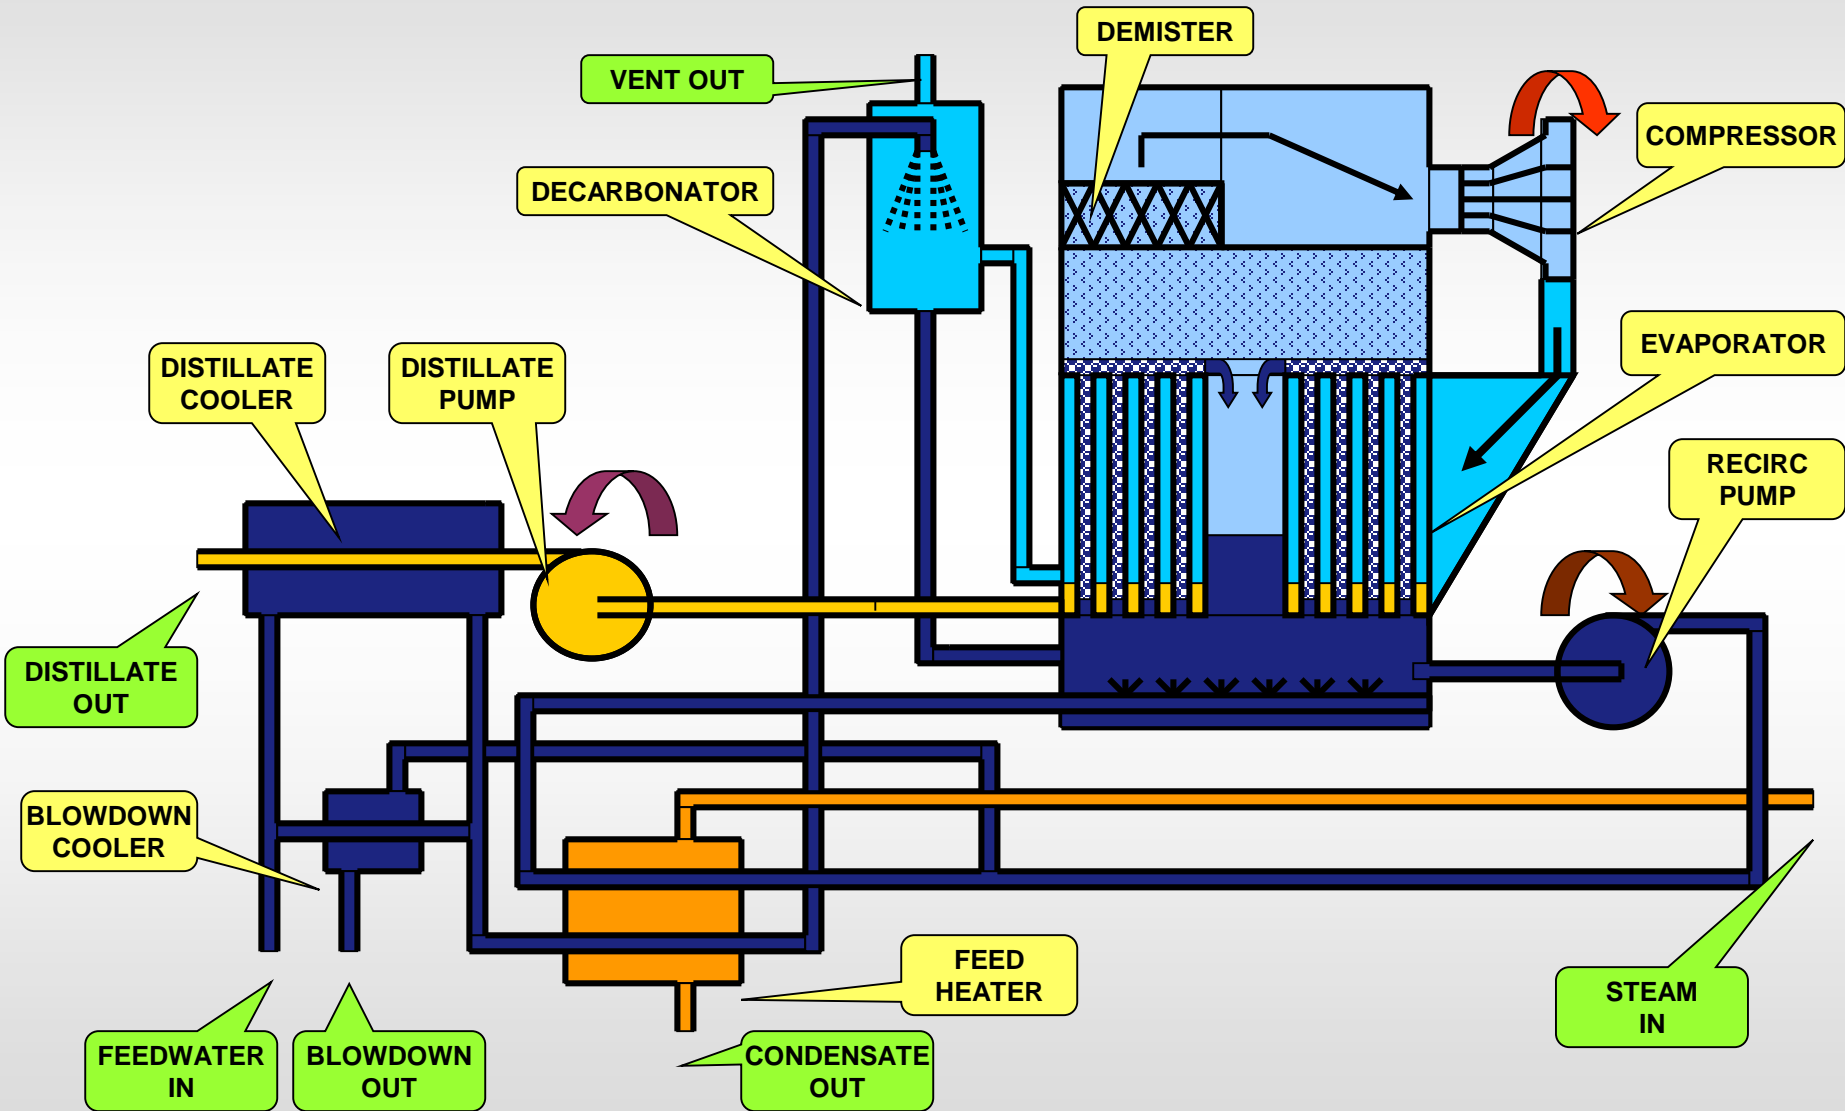 DEMISTER
VENT OUT
COMPRESSOR
DECARBONATOR
EVAPORATOR
DISTILLATE
COOLER
DISTILLATE
PUMP
RECIRC
PUMP
DISTILLATE
OUT
BLOWDOWN
COOLER
FEED
HEATER
STEAM
IN
FEEDWATER
IN
BLOWDOWN
OUT
CONDENSATE
OUT